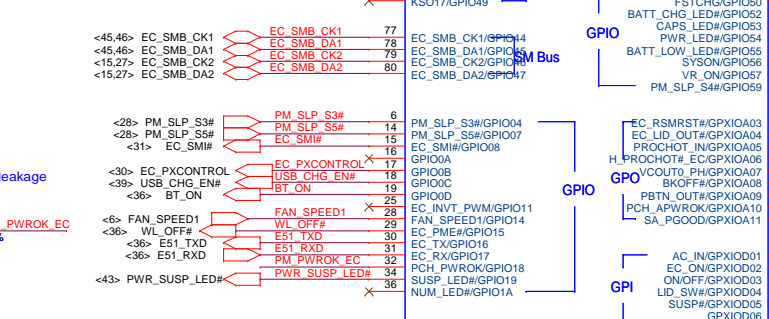 KSO17/GPIO49
FSTCHG/GPIO50
BATT_CHG_LED#/GPIO52
CAPS_LED#/GPIO53
GPIO
PWR_LED#/GPIO54
BATT_LOW_LED#/GPIO55
SYSON/GPIO56
VR_ON/GPIO57
PM_SLP_S4#/GPIO59
<45,46> EC_SMB_CK1 EC_SMB_CK1 77 EC_SMB_CK1/GPIO44
<45,46> EC_SMB_DA1 EC_SMB_DA1 78 EC_SMB_DA1/GPIO45
<15,27> EC_SMB_CK2 EC_SMB_CK2 79 EC_SMB_CK2/GPIO46
<15,27> EC_SMB_DA2 EC_SMB_DA2 80 EC_SMB_DA2/GPIO47
SM Bus
<28> PM_SLP_S3# PM_SLP_S3# 6 PM_SLP_S3#/GPIO04
<28> PM_SLP_S5# PM_SLP_S5# 14 PM_SLP_S5#/GPIO07
<31> EC_SMI# EC_SMI# 15 EC_SMI#/GPIO08
16 GPIO0A
<30> EC_PXCONTROL EC_PXCONTROL 17 GPIO0B
<39> USB_CHG_EN# USB_CHG_EN# 18 GPIO0C
<36> BT_ON BT_ON 19 GPIO0D
25 EC_INVT_PWM/GPIO11
<6> FAN_SPEED1 FAN_SPEED1 28 FAN_SPEED1/GPIO14
<36> WL_OFF# WL_OFF# 29 EC_PME#/GPIO15
<36> E51_TXD E51_TXD 30 EC_TX/GPIO16
<36> E51_RXD E51_RXD 31 EC_RX/GPIO17
PM_PWROK_EC 32 PCH_PWROK/GPIO18
<43> PWR_SUSP_LED# PWR_SUSP_LED# 34 SUSP_LED#/GPIO19
36 NUM_LED#/GPIO1A
GPIO
eakage
_PWROK_EC
%
EC_RSMRST#/GPXIOA03
EC_LID_OUT#/GPXIOA04
PROCHOT_IN/GPXIOA05
H_PROCHOT#_EC/GPXIOA06
VCOUT0_PH/GPXIOA07
GPO
BKOFF#/GPXIOA08
PBTN_OUT#/GPXIOA09
PCH_APWROK/GPXIOA10
SA_PGOOD/GPXIOA11
AC_IN/GPXIOD01
EC_ON/GPXIOD02
ON/OFF/GPXIOD03
GPI
LID_SW#/GPXIOD04
SUSP#/GPXIOD05
GPXIOD06